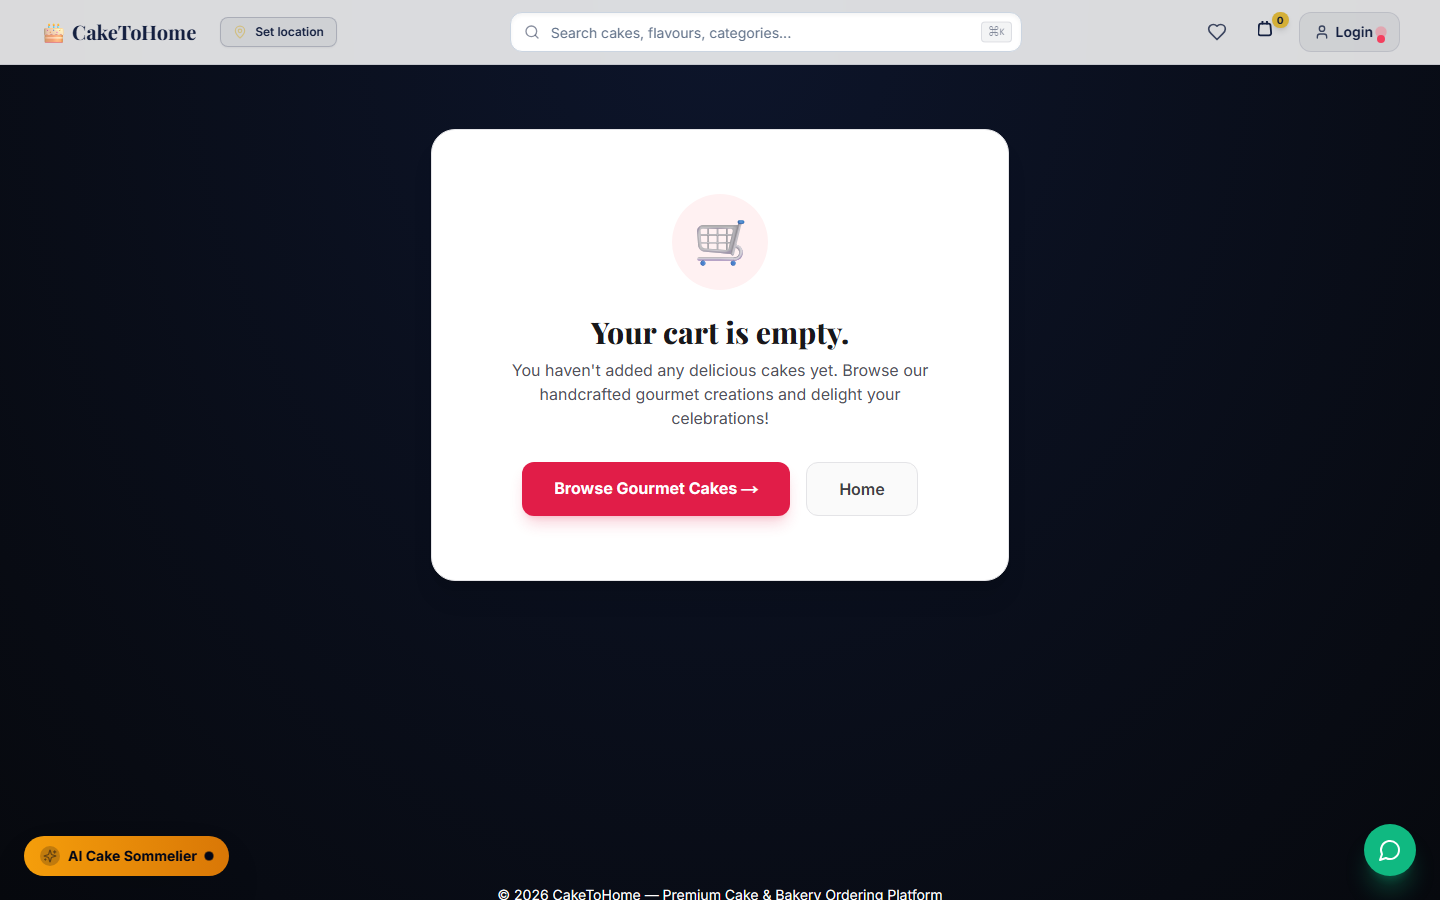 CakeToHome
Set location
Search cakes, flavours, categories...
⌘K
0
Login
Your cart is empty.
You haven't added any delicious cakes yet. Browse our
handcrafted gourmet creations and delight your
celebrations!
Browse Gourmet Cakes →
Home
AI Cake Sommelier
© 2026 CakeToHome — Premium Cake & Bakery Ordering Platform